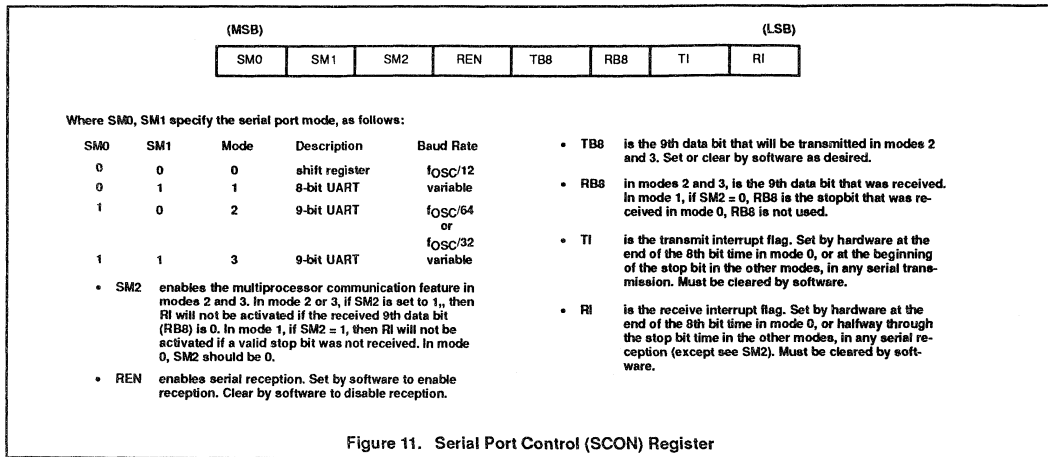 (MSB) (LSB)
SM0 SM1 SM2 REN TB8 RB8 TI RI
Where SM0, SM1 specify the serial port mode, as follows:
SM0 SM1 Mode Description Baud Rate
0 0 0 shift register fOSC/12
0 1 1 8-bit UART variable
1 0 2 9-bit UART fOSC/64
or
fOSC/32
1 1 3 9-bit UART variable
• SM2 enables the multiprocessor communication feature in
modes 2 and 3. In mode 2 or 3, if SM2 is set to 1,, then
RI will not be activated if the received 9th data bit
(RB8) is 0. In mode 1, if SM2 = 1, then RI will not be
activated if a valid stop bit was not received. In mode
0, SM2 should be 0.
• REN enables serial reception. Set by software to enable
reception. Clear by software to disable reception.
• TB8 is the 9th data bit that will be transmitted in modes 2
and 3. Set or clear by software as desired.
• RB8 in modes 2 and 3, is the 9th data bit that was received.
In mode 1, if SM2 = 0, RB8 is the stopbit that was re-
ceived in mode 0, RB8 is not used.
• TI is the transmit interrupt flag. Set by hardware at the
end of the 8th bit time in mode 0, or at the beginning
of the stop bit in the other modes, in any serial trans-
mission. Must be cleared by software.
• RI is the receive interrupt flag. Set by hardware at the
end of the 8th bit time in mode 0, or halfway through
the stop bit time in the other modes, in any serial re-
ception (except see SM2). Must be cleared by soft-
ware.
Figure 11. Serial Port Control (SCON) Register